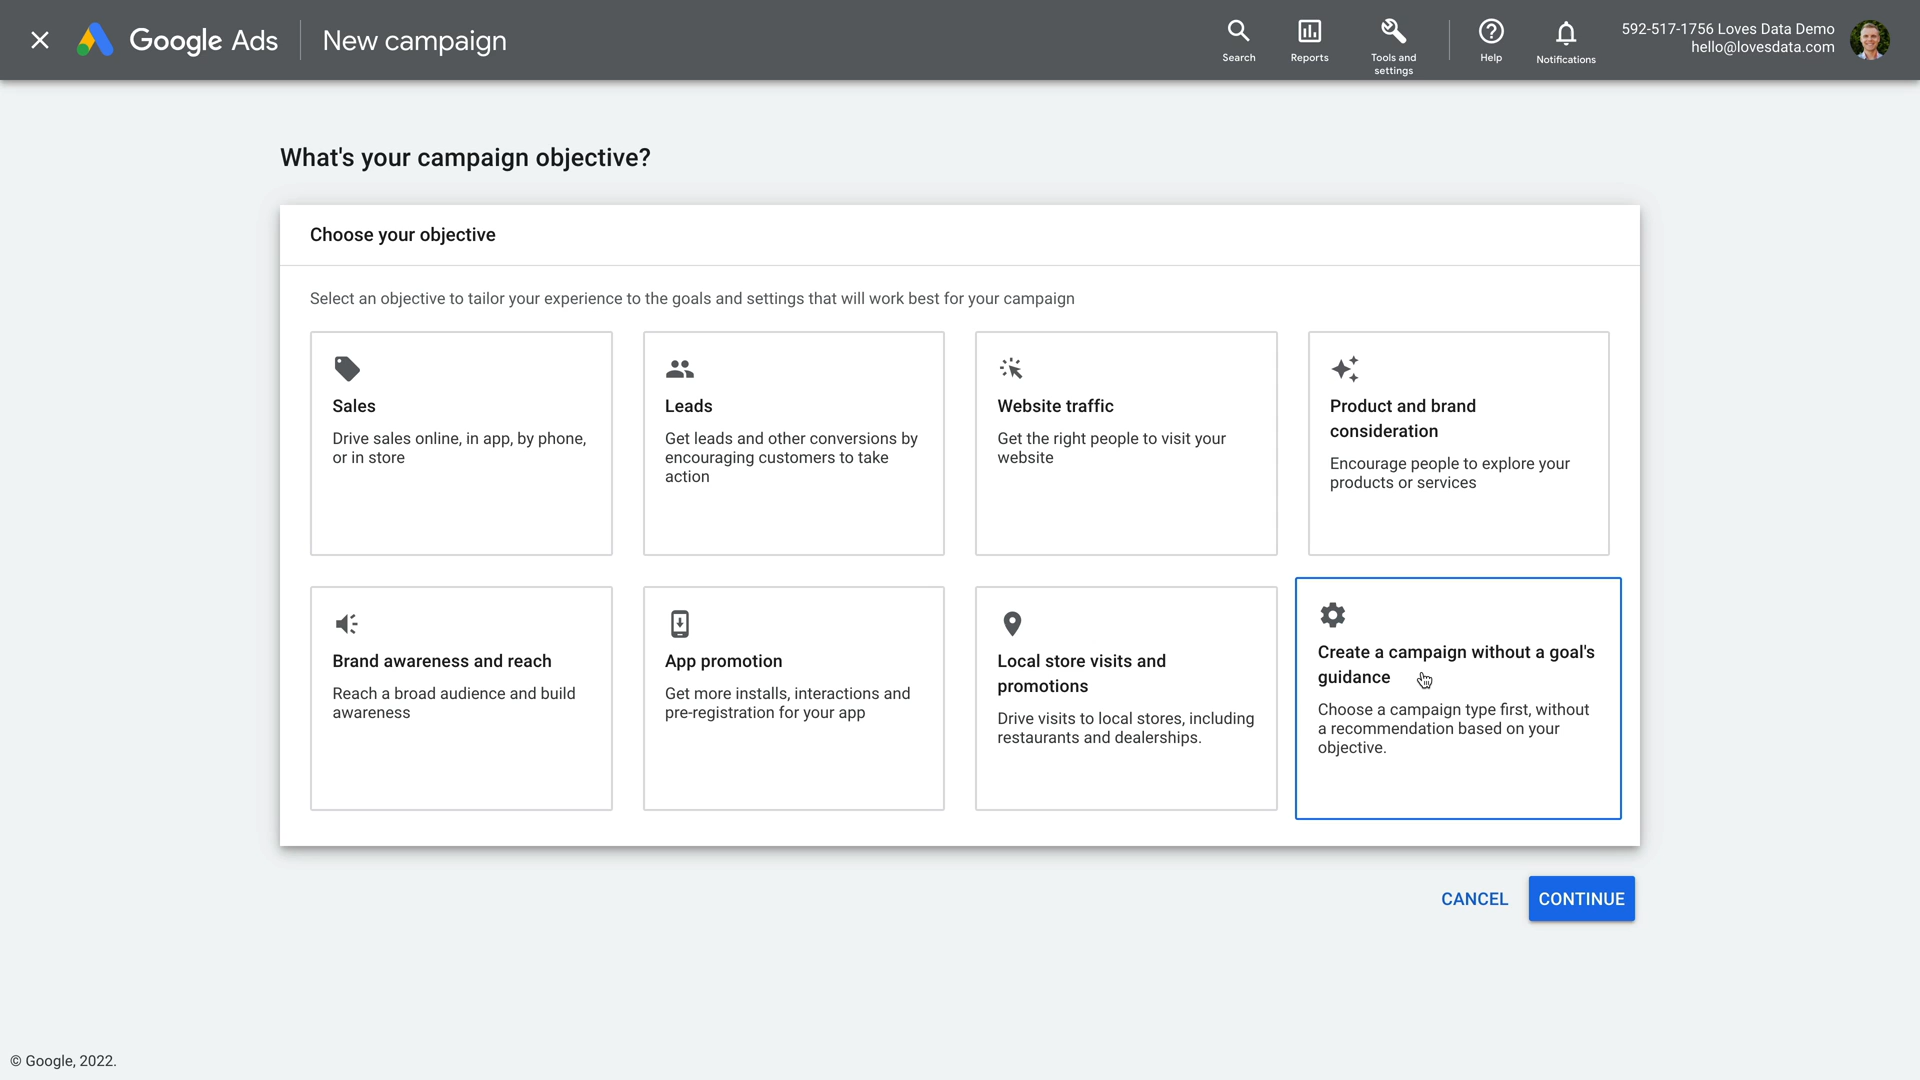 Google Ads
New campaign
Search
Reports
Tools and
settings
Help
Notifications
592-517-1756 Loves Data Demo
hello@lovesdata.com
What's your campaign objective?
Choose your objective
Select an objective to tailor your experience to the goals and settings that will work best for your campaign
Sales
Drive sales online, in app, by phone,
or in store
Leads
Get leads and other conversions by
encouraging customers to take
action
Website traffic
Get the right people to visit your
website
Product and brand
consideration
Encourage people to explore your
products or services
Brand awareness and reach
Reach a broad audience and build
awareness
App promotion
Get more installs, interactions and
pre-registration for your app
Local store visits and
promotions
Drive visits to local stores, including
restaurants and dealerships.
Create a campaign without a goal's
guidance
Choose a campaign type first, without
a recommendation based on your
objective.
CANCEL
CONTINUE
© Google, 2022.